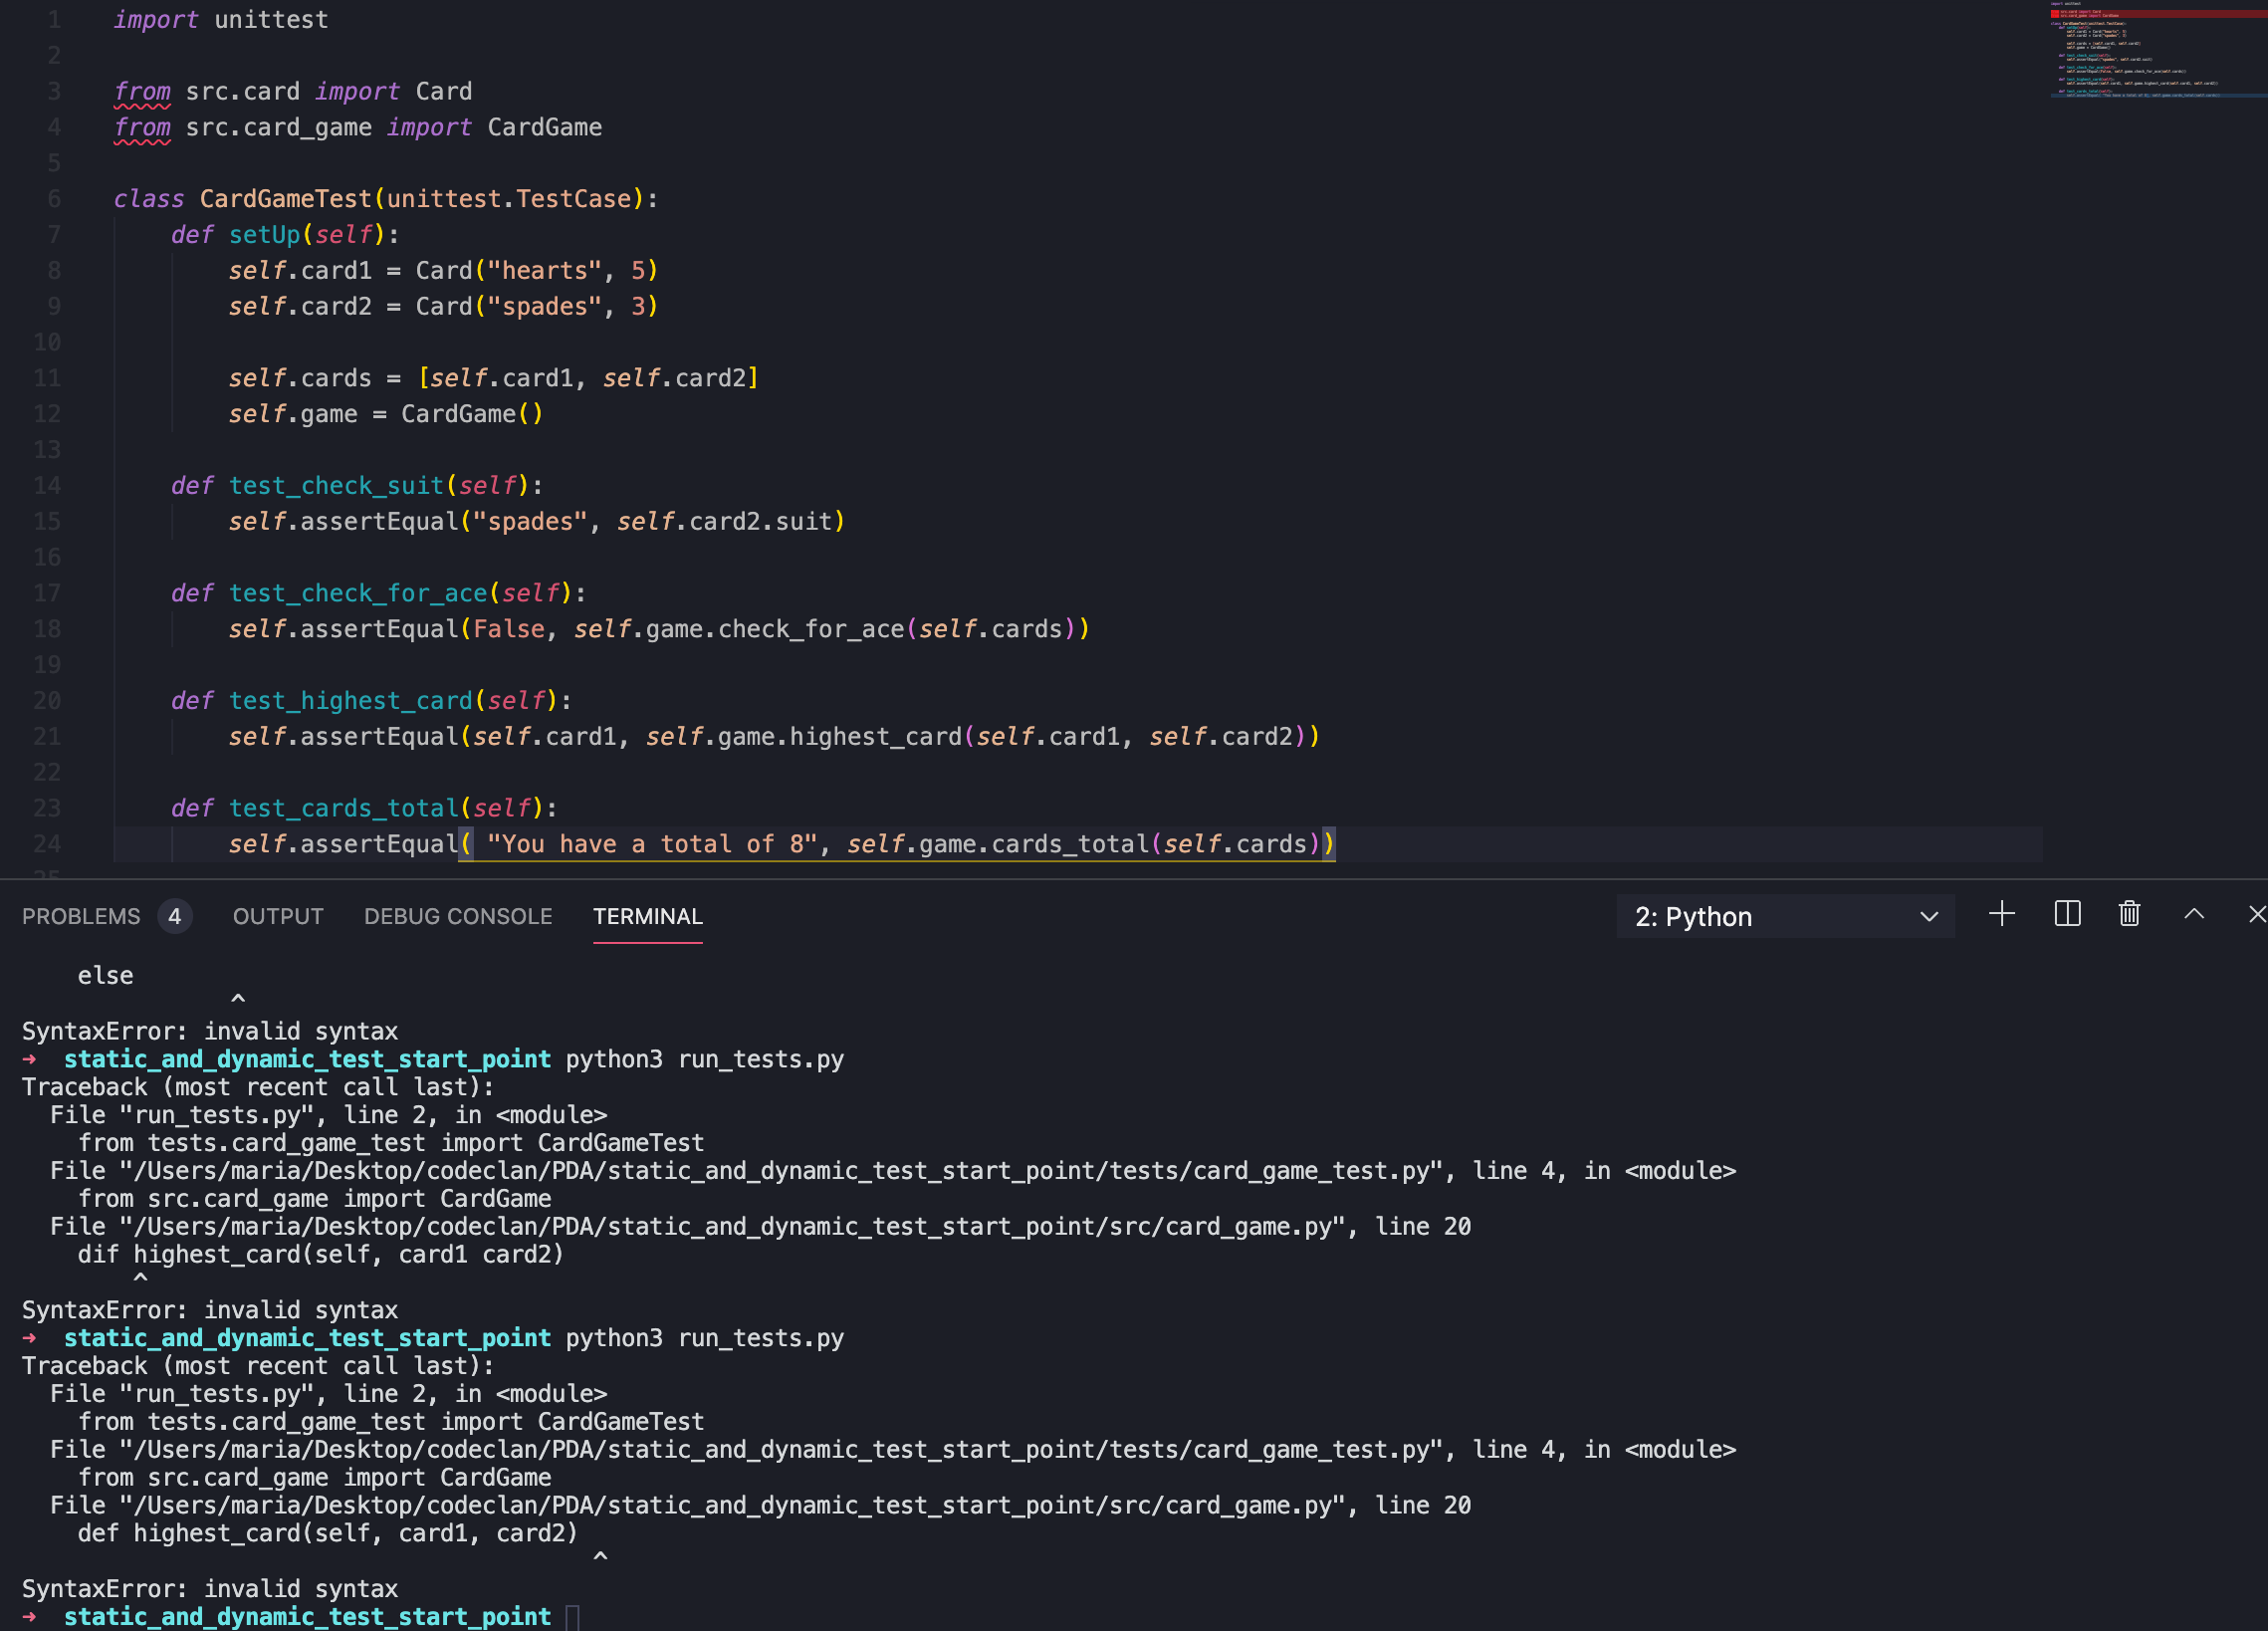 1 import unittest
2
3 from src.card import Card
4 from src.card_game import CardGame
5
6 class CardGameTest(unittest.TestCase):
7     def setUp(self):
8         self.card1 = Card("hearts", 5)
9         self.card2 = Card("spades", 3)
10
11         self.cards = [self.card1, self.card2]
12         self.game = CardGame()
13
14     def test_check_suit(self):
15         self.assertEqual("spades", self.card2.suit)
16
17     def test_check_for_ace(self):
18         self.assertEqual(False, self.game.check_for_ace(self.cards))
19
20     def test_highest_card(self):
21         self.assertEqual(self.card1, self.game.highest_card(self.card1, self.card2))
22
23     def test_cards_total(self):
24         self.assertEqual( "You have a total of 8", self.game.cards_total(self.cards))
25
PROBLEMS 4 OUTPUT DEBUG CONSOLE TERMINAL 2: Python
    else
           ^
SyntaxError: invalid syntax
➜  static_and_dynamic_test_start_point python3 run_tests.py
Traceback (most recent call last):
  File "run_tests.py", line 2, in <module>
    from tests.card_game_test import CardGameTest
  File "/Users/maria/Desktop/codeclan/PDA/static_and_dynamic_test_start_point/tests/card_game_test.py", line 4, in <module>
    from src.card_game import CardGame
  File "/Users/maria/Desktop/codeclan/PDA/static_and_dynamic_test_start_point/src/card_game.py", line 20
    dif highest_card(self, card1 card2)
        ^
SyntaxError: invalid syntax
➜  static_and_dynamic_test_start_point python3 run_tests.py
Traceback (most recent call last):
  File "run_tests.py", line 2, in <module>
    from tests.card_game_test import CardGameTest
  File "/Users/maria/Desktop/codeclan/PDA/static_and_dynamic_test_start_point/tests/card_game_test.py", line 4, in <module>
    from src.card_game import CardGame
  File "/Users/maria/Desktop/codeclan/PDA/static_and_dynamic_test_start_point/src/card_game.py", line 20
    def highest_card(self, card1, card2)
                                         ^
SyntaxError: invalid syntax
➜  static_and_dynamic_test_start_point